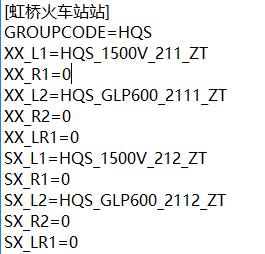 [虹桥火车站站]
GROUPCODE=HQS
XX_L1=HQS_1500V_211_ZT
XX_R1=0
XX_L2=HQS_GLP600_2111_ZT
XX_R2=0
XX_LR1=0
SX_L1=HQS_1500V_212_ZT
SX_R1=0
SX_L2=HQS_GLP600_2112_ZT
SX_R2=0
SX_LR1=0